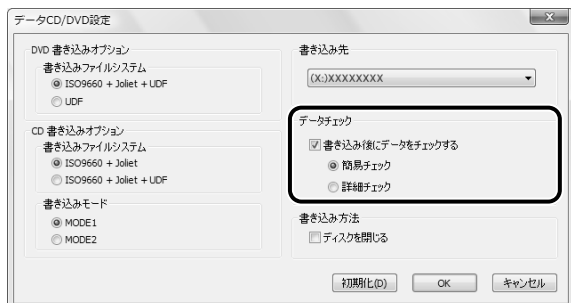 データCD/DVD設定
DVD 書き込みオプション
書き込みファイルシステム
ISO9660 + Joliet + UDF
UDF
CD 書き込みオプション
書き込みファイルシステム
ISO9660 + Joliet
ISO9660 + Joliet + UDF
書き込みモード
MODE1
MODE2
書き込み先
(X:)XXXXXXXX
データチェック
書き込み後にデータをチェックする
簡易チェック
詳細チェック
書き込み方法
ディスクを閉じる
初期化(D)
OK
キャンセル